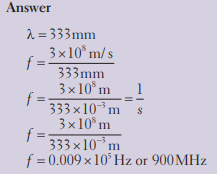 Answer
λ = 333mm
f = 3×10⁸ m/s / 333mm
f = 3×10⁸ m / 333×10⁻³ m = 1 / s
f = 3×10⁸ m / 333×10⁻³ m
f = 0.009×10⁵ Hz or 900MHz